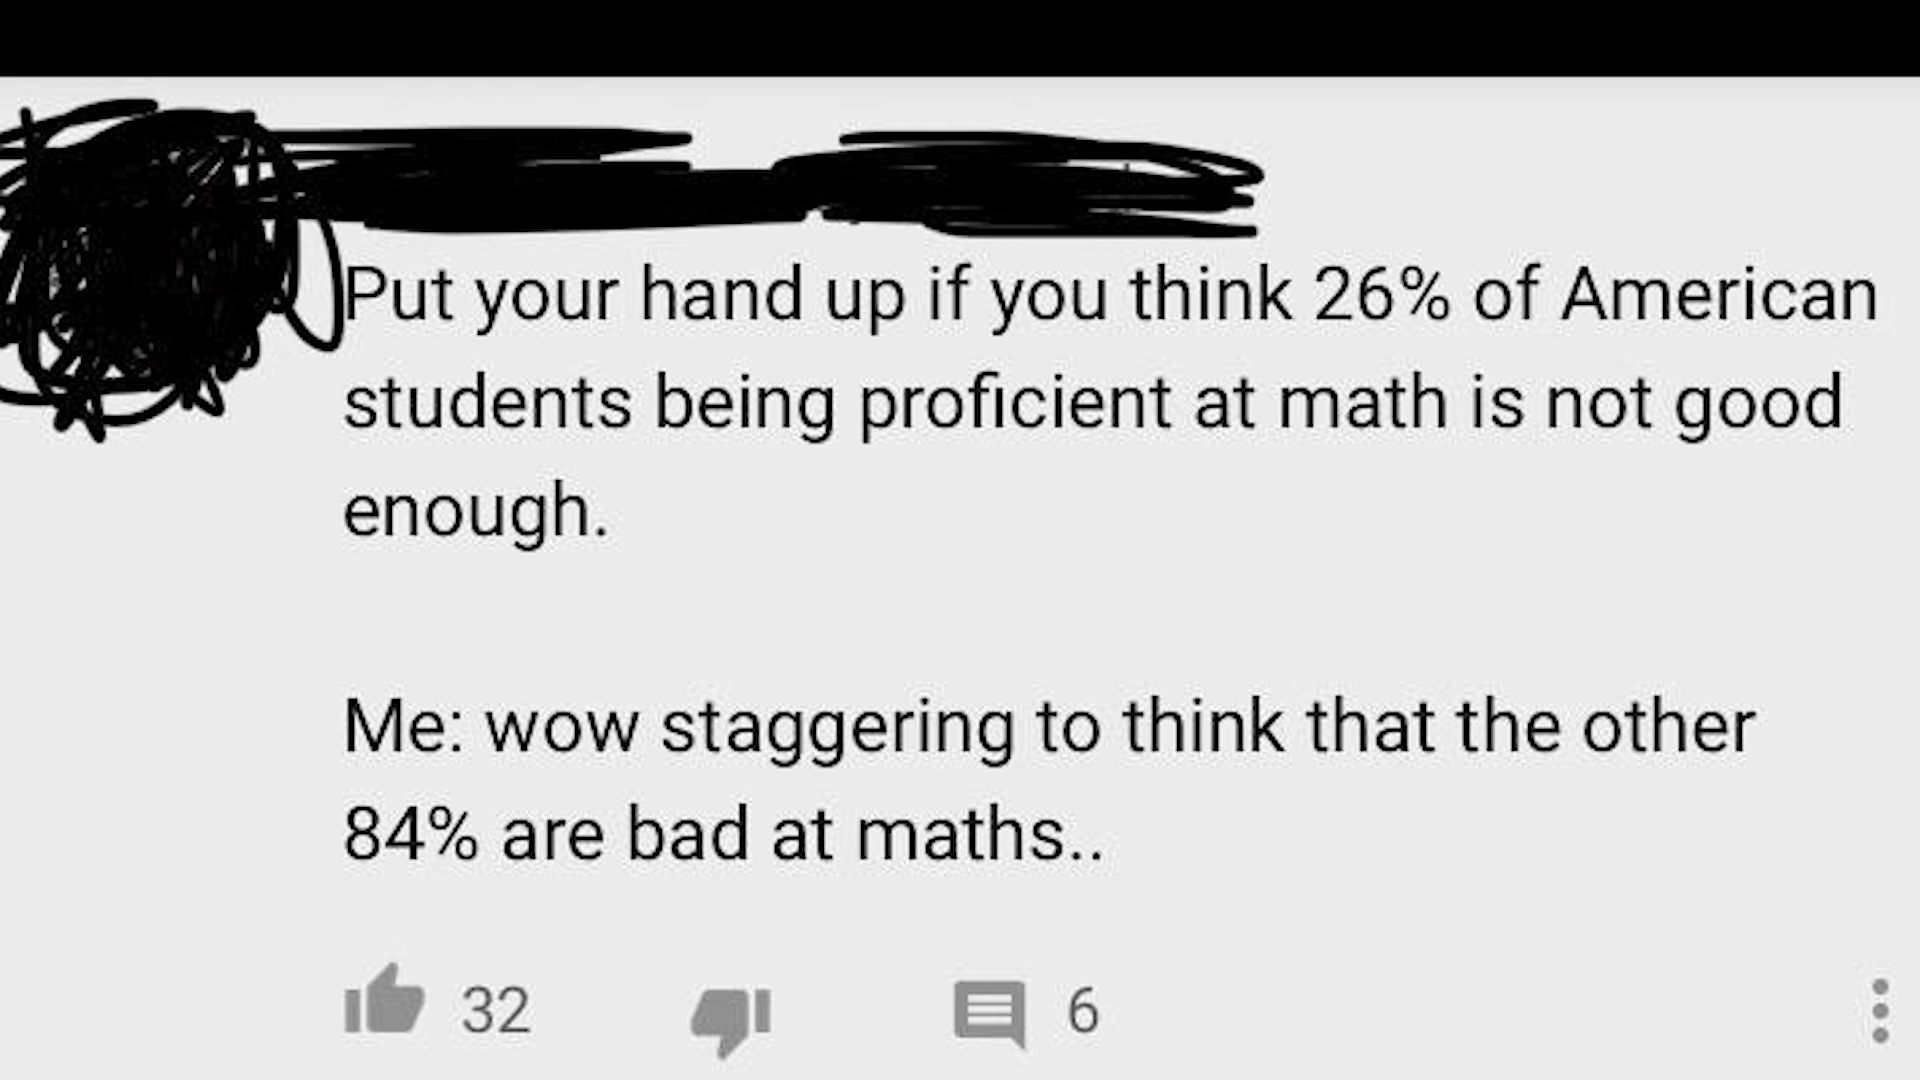 Put your hand up if you think 26% of American
students being proficient at math is not good
enough.
Me: wow staggering to think that the other
84% are bad at maths..
32 6